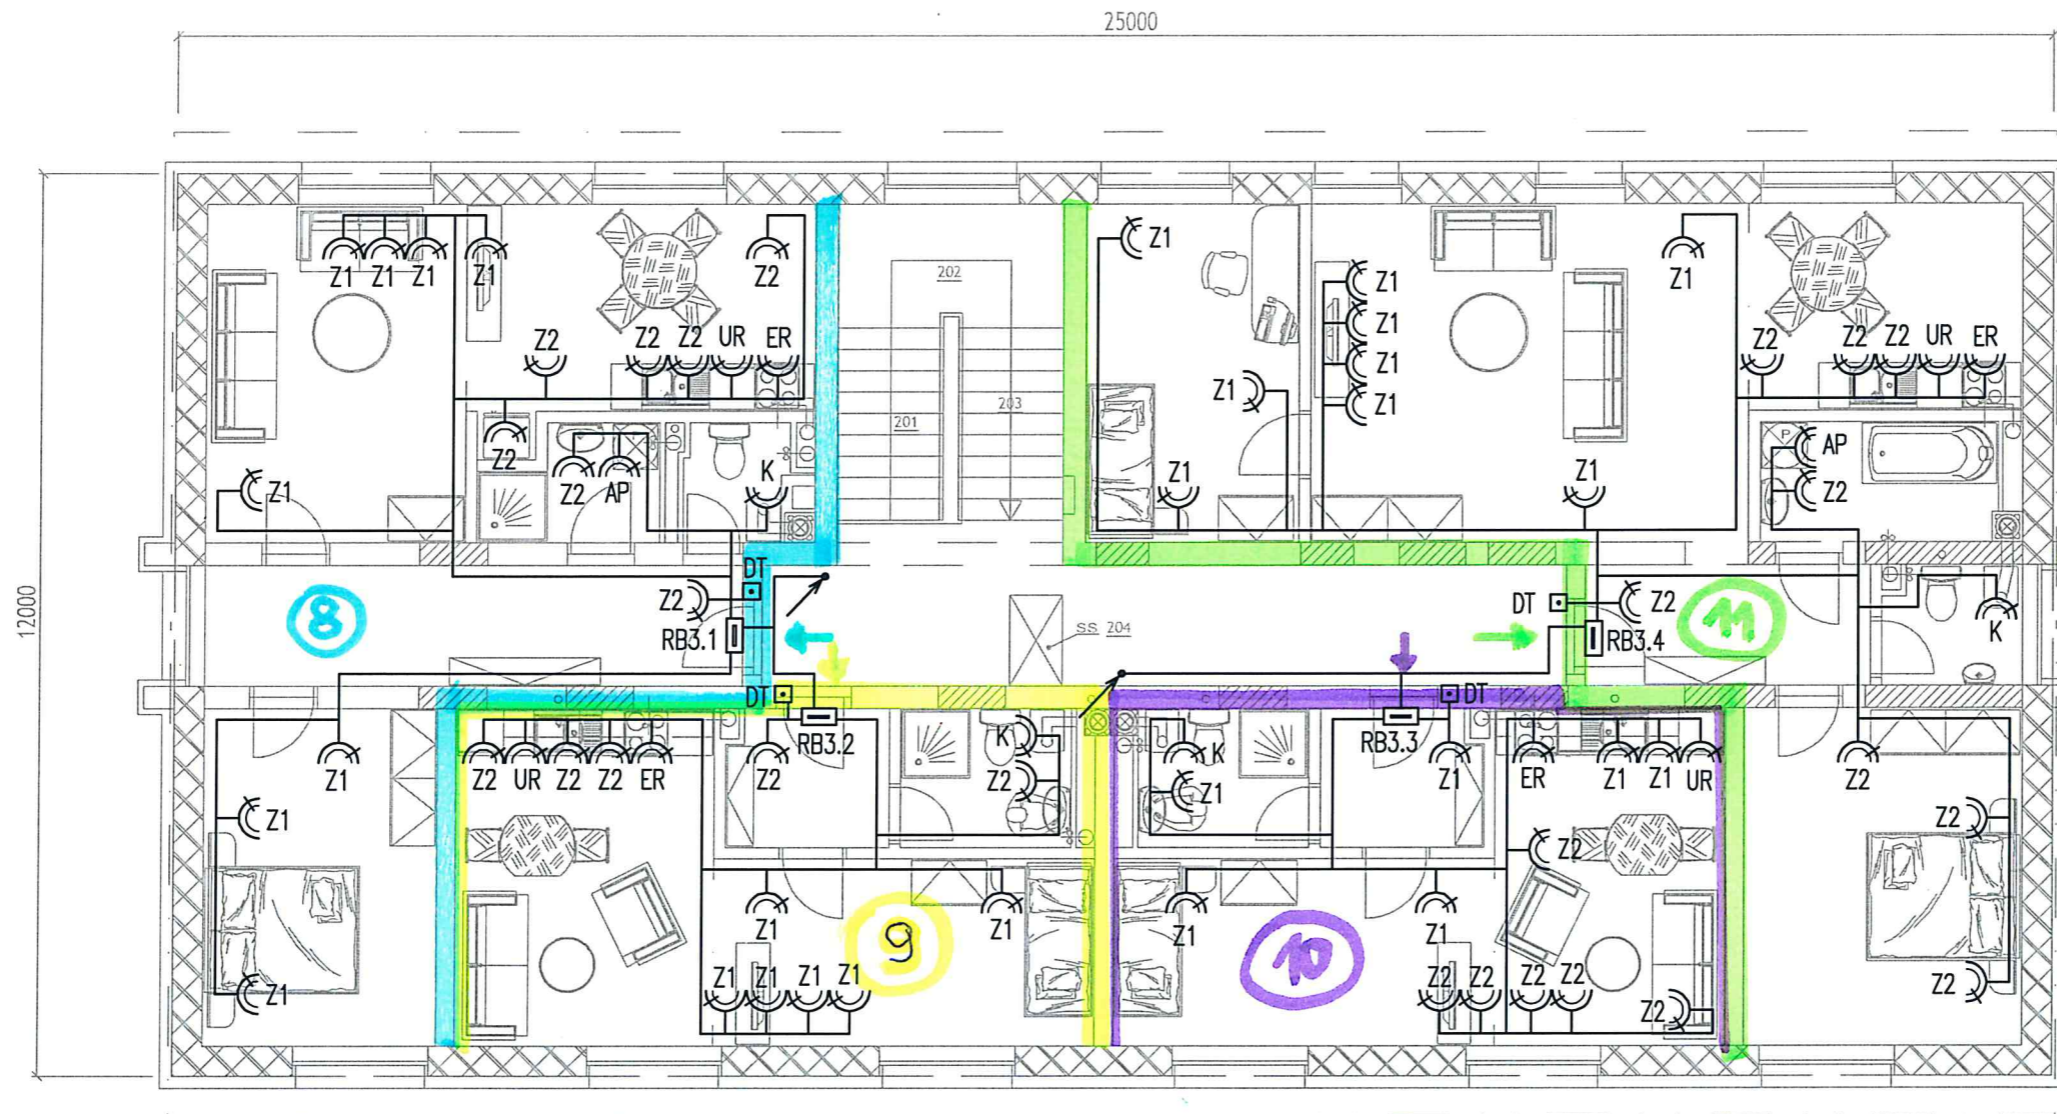 25000
12000
202
201
203
Z1 Z1 Z1 Z1 Z2
Z2 Z2 Z2 UR ER
Z2 Z2 AP K
Z1
DT
Z2
RB3.1
8
Z1
Z1
Z1
Z1
Z1 Z1
Z1
Z1
Z1
Z1
Z1
Z1
Z1
Z2 Z2 Z2 UR ER
P
AP
Z2
SS 204
DT
Z2
RB3.4
11
K
DT
RB3.2
Z2 UR Z2 Z2 ER Z2
K
Z2
Z1 Z1
Z1 Z1 Z1 Z1
9
DT
RB3.3
K
Z1
Z1
ER Z1 Z1 UR
Z2
Z1 Z1
10
Z2 Z2 Z2 Z2
Z2
Z2
Z2
Z2